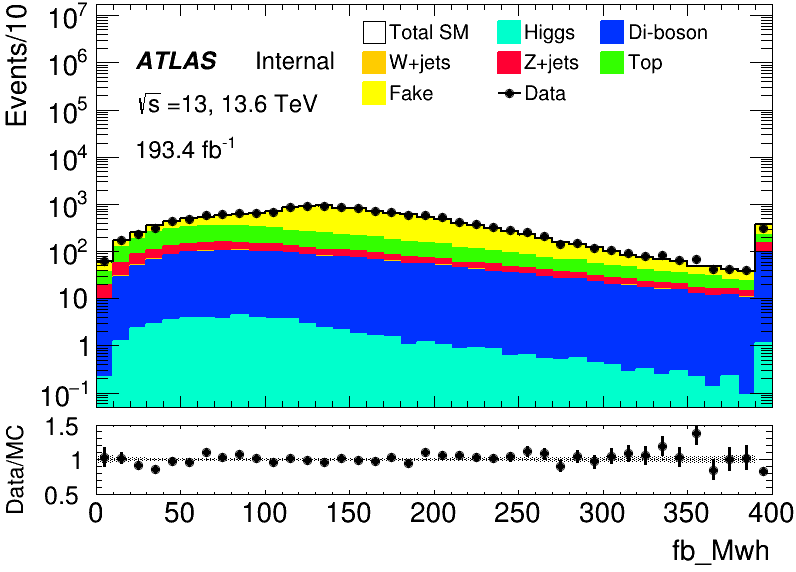 Events/10
10⁷
10⁶
10⁵
10⁴
10³
10²
10
1
10⁻¹
ATLAS Internal
√s =13, 13.6 TeV
193.4 fb⁻¹
Total SM Higgs Di-boson
W+jets Z+jets Top
Fake Data
Data/MC
1.5
1
0.5
0 50 100 150 200 250 300 350 400
fb_Mwh